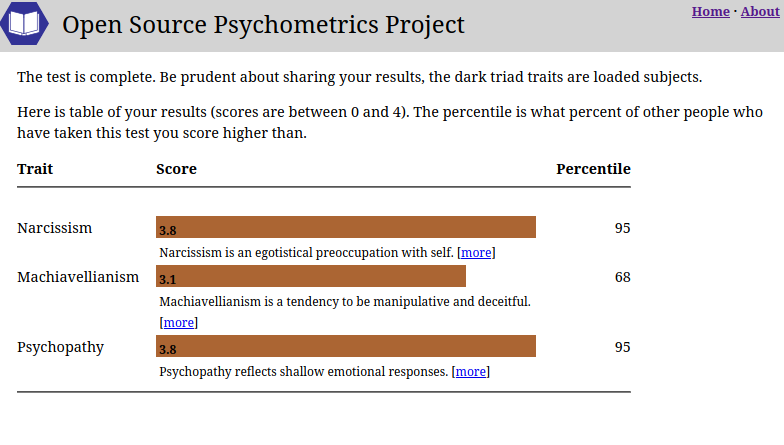 Open Source Psychometrics Project
Home · About
The test is complete. Be prudent about sharing your results, the dark triad traits are loaded subjects.
Here is table of your results (scores are between 0 and 4). The percentile is what percent of other people who
have taken this test you score higher than.
Trait Score Percentile
Narcissism 3.8 95
Narcissism is an egotistical preoccupation with self. [more]
Machiavellianism 3.1 68
Machiavellianism is a tendency to be manipulative and deceitful.
[more]
Psychopathy 3.8 95
Psychopathy reflects shallow emotional responses. [more]